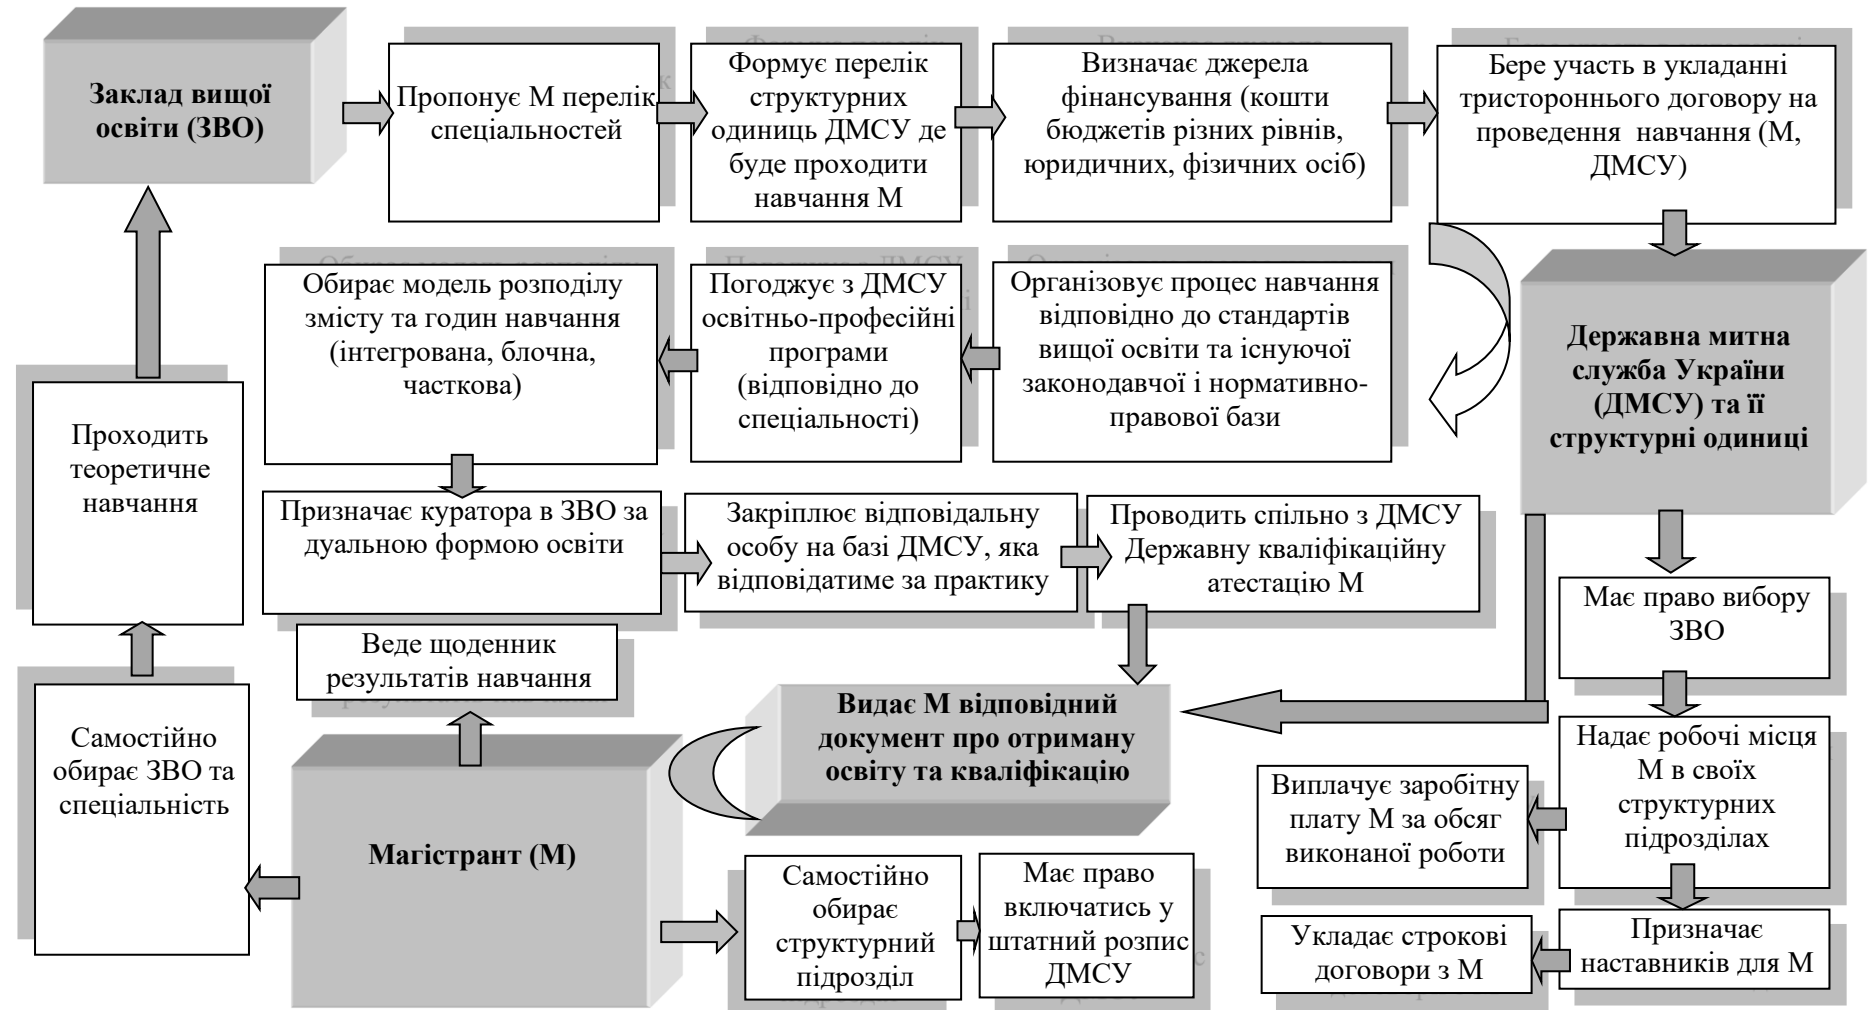 Заклад вищої
освіти (ЗВО)
Пропонує М перелік
спеціальностей
Формує перелік
структурних
одиниць ДМСУ де
буде проходити
навчання М
Визначає джерела
фінансування (кошти
бюджетів різних рівнів,
юридичних, фізичних осіб)
Бере участь в укладанні
тристороннього договору на
проведення навчання (М,
ДМСУ)
Обирає модель розподілу
змісту та годин навчання
(інтегрована, блочна,
часткова)
Погоджує з ДМСУ
освітньо-професійні
програми
(відповідно до
спеціальності)
Організовує процес навчання
відповідно до стандартів
вищої освіти та існуючої
законодавчої і нормативно-
правової бази
Державна митна
служба України
(ДМСУ) та її
структурні одиниці
Проходить
теоретичне
навчання
Призначає куратора в ЗВО за
дуальною формою освіти
Закріплює відповідальну
особу на базі ДМСУ, яка
відповідатиме за практику
Проводить спільно з ДМСУ
Державну кваліфікаційну
атестацію М
Має право вибору
ЗВО
Веде щоденник
результатів навчання
Самостійно
обирає ЗВО та
спеціальність
Видає М відповідний
документ про отриману
освіту та кваліфікацію
Надає робочі місця
М в своїх
структурних
підрозділах
Виплачує заробітну
плату М за обсяг
виконаної роботи
Магістрант (М)
Самостійно
обирає
структурний
підрозділ
Має право
включатись у
штатний розпис
ДМСУ
Укладає строкові
договори з М
Призначає
наставників для М